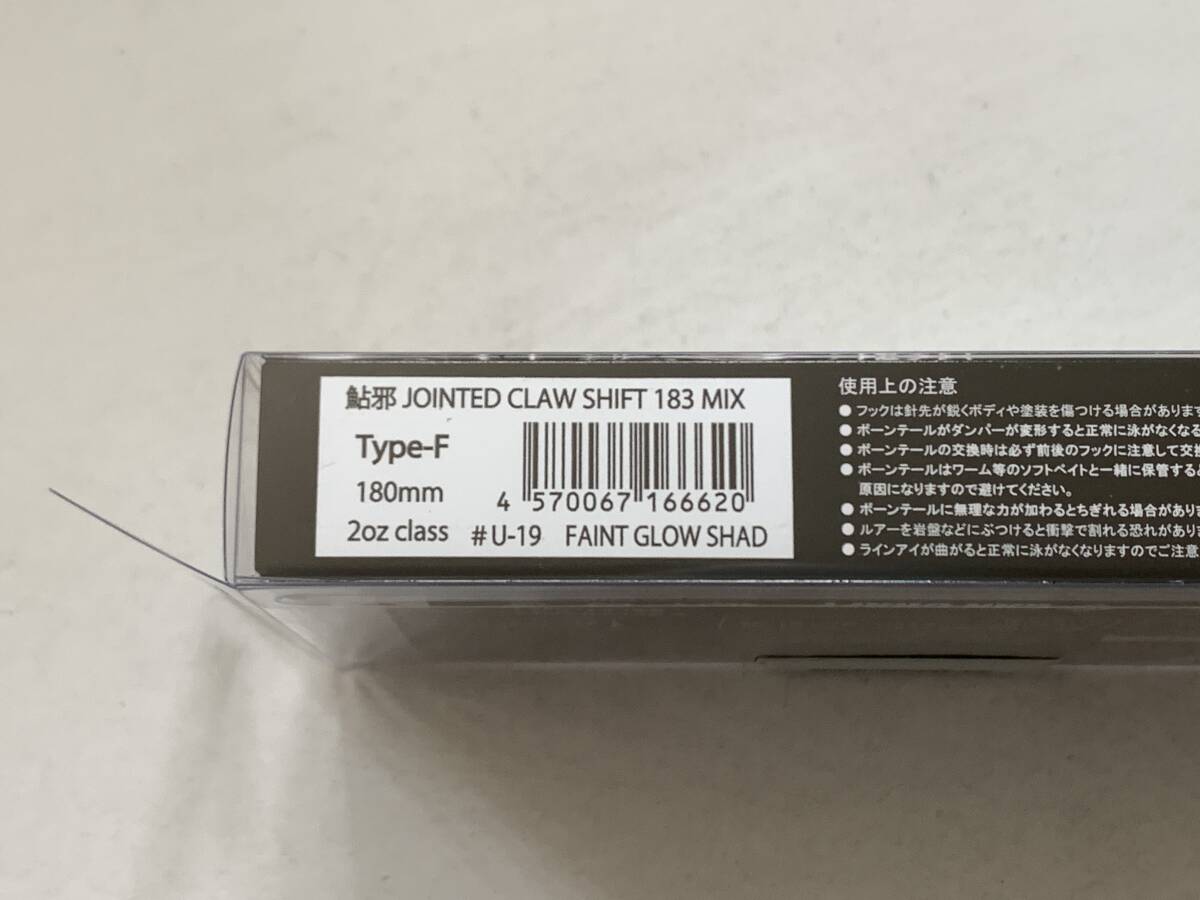 鮎邪 JOINTED CLAW SHIFT 183 MIX
Type-F
180mm
2oz class
4 570067 166620
#U-19 FAINT GLOW SHAD
使用上の注意
●フックは針先が鋭くボディや塗装を傷つける場合があります
●ボーンテールがダンパーが変形すると正常に泳がなくなる
●ボーンテールの交換時は必ず前後のフックに注意して交換
●ボーンテールはワーム等のソフトベイトと一緒に保管すると
原因になりますので避けてください。
●ボーンテールに無理な力が加わるとちぎれる場合がありま
●ルアーを岩盤などにぶつけると衝撃で割れる恐れがありま
●ラインアイが曲がると正常に泳がなくなりますのでご注意